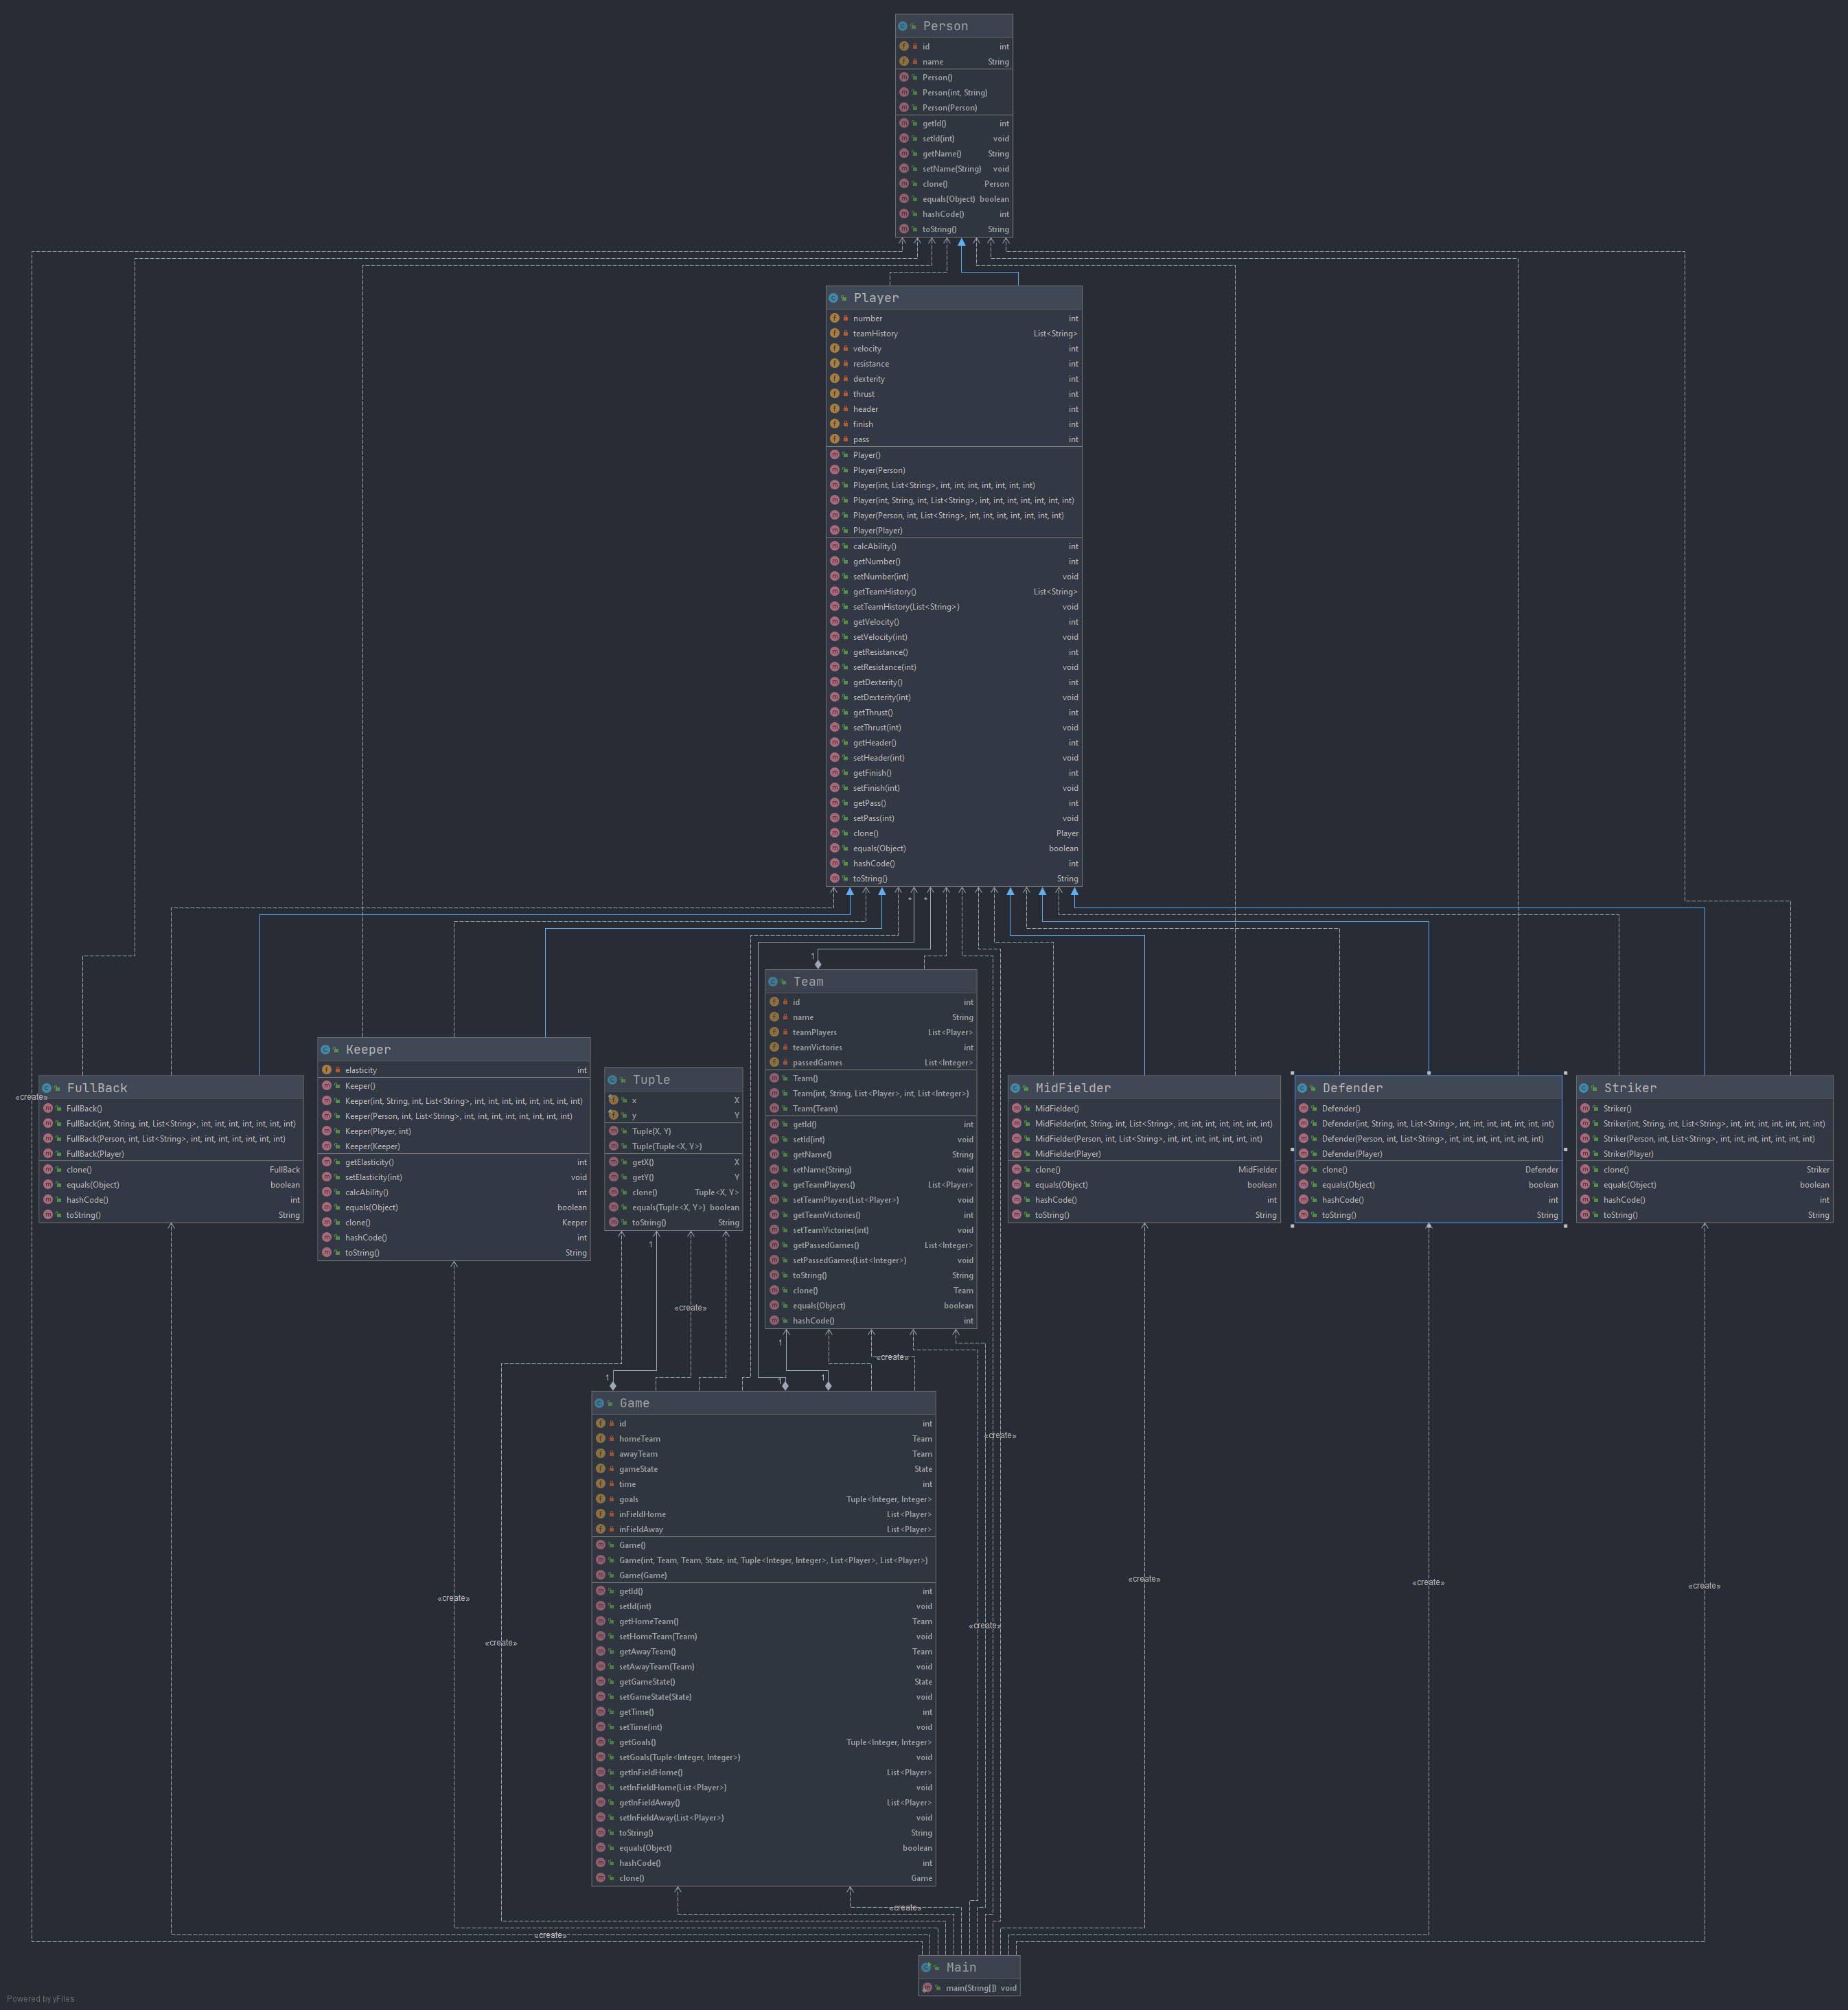 Person
id int
name String
Person()
Person(int, String)
Person(Person)
getId() int
setId(int) void
getName() String
setName(String) void
clone() Person
equals(Object) boolean
hashCode() int
toString() String
Player
number int
teamHistory List<String>
velocity int
resistance int
dexterity int
thrust int
header int
finish int
pass int
Player()
Player(Person)
Player(int, List<String>, int, int, int, int, int, int, int)
Player(int, String, int, List<String>, int, int, int, int, int, int, int)
Player(Person, int, List<String>, int, int, int, int, int, int, int)
Player(Player)
calcAbility() int
getNumber() int
setNumber(int) void
getTeamHistory() List<String>
setTeamHistory(List<String>) void
getVelocity() int
setVelocity(int) void
getResistance() int
setResistance(int) void
getDexterity() int
setDexterity(int) void
getThrust() int
setThrust(int) void
getHeader() int
setHeader(int) void
getFinish() int
setFinish(int) void
getPass() int
setPass(int) void
clone() Player
equals(Object) boolean
hashCode() int
toString() String
* *
1
FullBack
FullBack()
FullBack(int, String, int, List<String>, int, int, int, int, int, int, int)
FullBack(Person, int, List<String>, int, int, int, int, int, int, int)
FullBack(Player)
clone() FullBack
equals(Object) boolean
hashCode() int
toString() String
«create»
Keeper
elasticity int
Keeper()
Keeper(int, String, int, List<String>, int, int, int, int, int, int, int, int)
Keeper(Person, int, List<String>, int, int, int, int, int, int, int, int)
Keeper(Player, int)
Keeper(Keeper)
getElasticity() int
setElasticity(int) void
calcAbility() int
equals(Object) boolean
clone() Keeper
hashCode() int
toString() String
Tuple
x X
y Y
Tuple(X, Y)
Tuple(Tuple<X, Y>)
getX() X
getY() Y
clone() Tuple<X, Y>
equals(Tuple<X, Y>) boolean
toString() String
Team
id int
name String
teamPlayers List<Player>
teamVictories int
passedGames List<Integer>
Team()
Team(int, String, List<Player>, int, List<Integer>)
Team(Team)
getId() int
setId(int) void
getName() String
setName(String) void
getTeamPlayers() List<Player>
setTeamPlayers(List<Player>) void
getTeamVictories() int
setTeamVictories(int) void
getPassedGames() List<Integer>
setPassedGames(List<Integer>) void
toString() String
clone() Team
equals(Object) boolean
hashCode() int
MidFielder
MidFielder()
MidFielder(int, String, int, List<String>, int, int, int, int, int, int, int)
MidFielder(Person, int, List<String>, int, int, int, int, int, int, int)
MidFielder(Player)
clone() MidFielder
equals(Object) boolean
hashCode() int
toString() String
Defender
Defender()
Defender(int, String, int, List<String>, int, int, int, int, int, int, int)
Defender(Person, int, List<String>, int, int, int, int, int, int, int)
Defender(Player)
clone() Defender
equals(Object) boolean
hashCode() int
toString() String
Striker
Striker()
Striker(int, String, int, List<String>, int, int, int, int, int, int, int)
Striker(Person, int, List<String>, int, int, int, int, int, int, int)
Striker(Player)
clone() Striker
equals(Object) boolean
hashCode() int
toString() String
1
«create»
1
«create»
1 1 1
Game
id int
homeTeam Team
awayTeam Team
gameState State
time int
goals Tuple<Integer, Integer>
inFieldHome List<Player>
inFieldAway List<Player>
Game()
Game(int, Team, Team, State, int, Tuple<Integer, Integer>, List<Player>, List<Player>)
Game(Game)
getId() int
setId(int) void
getHomeTeam() Team
setHomeTeam(Team) void
getAwayTeam() Team
setAwayTeam(Team) void
getGameState() State
setGameState(State) void
getTime() int
setTime(int) void
getGoals() Tuple<Integer, Integer>
setGoals(Tuple<Integer, Integer>) void
getInFieldHome() List<Player>
setInFieldHome(List<Player>) void
getInFieldAway() List<Player>
setInFieldAway(List<Player>) void
toString() String
equals(Object) boolean
hashCode() int
clone() Game
«create»
«create»
«create»
«create»
«create»
«create»
«create»
«create»
«create»
Main
main(String[]) void
Powered by yFiles